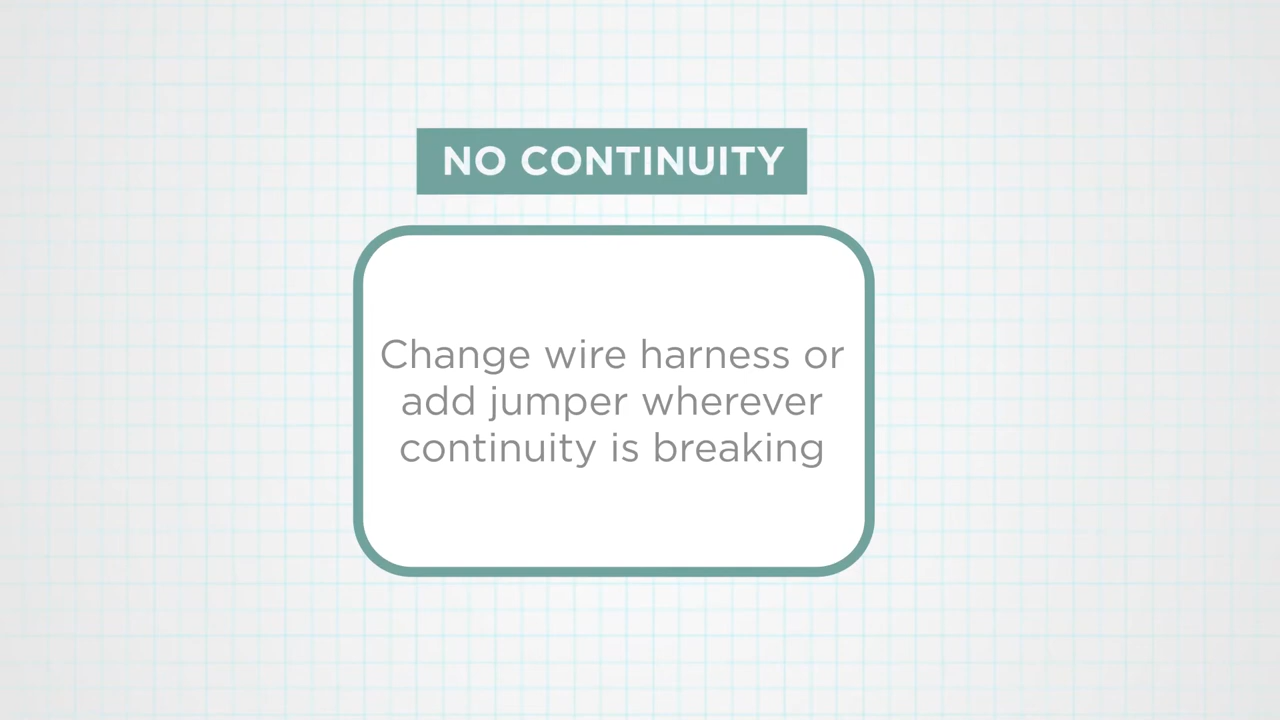 NO CONTINUITY
Change wire harness or
add jumper wherever
continuity is breaking